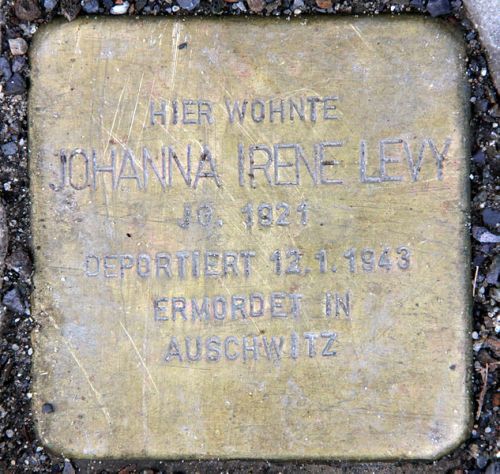 HIER WOHNTE
JOHANNA IRENE LEVY
JG. 1921
DEPORTIERT 12.1.1943
ERMORDET IN
AUSCHWITZ